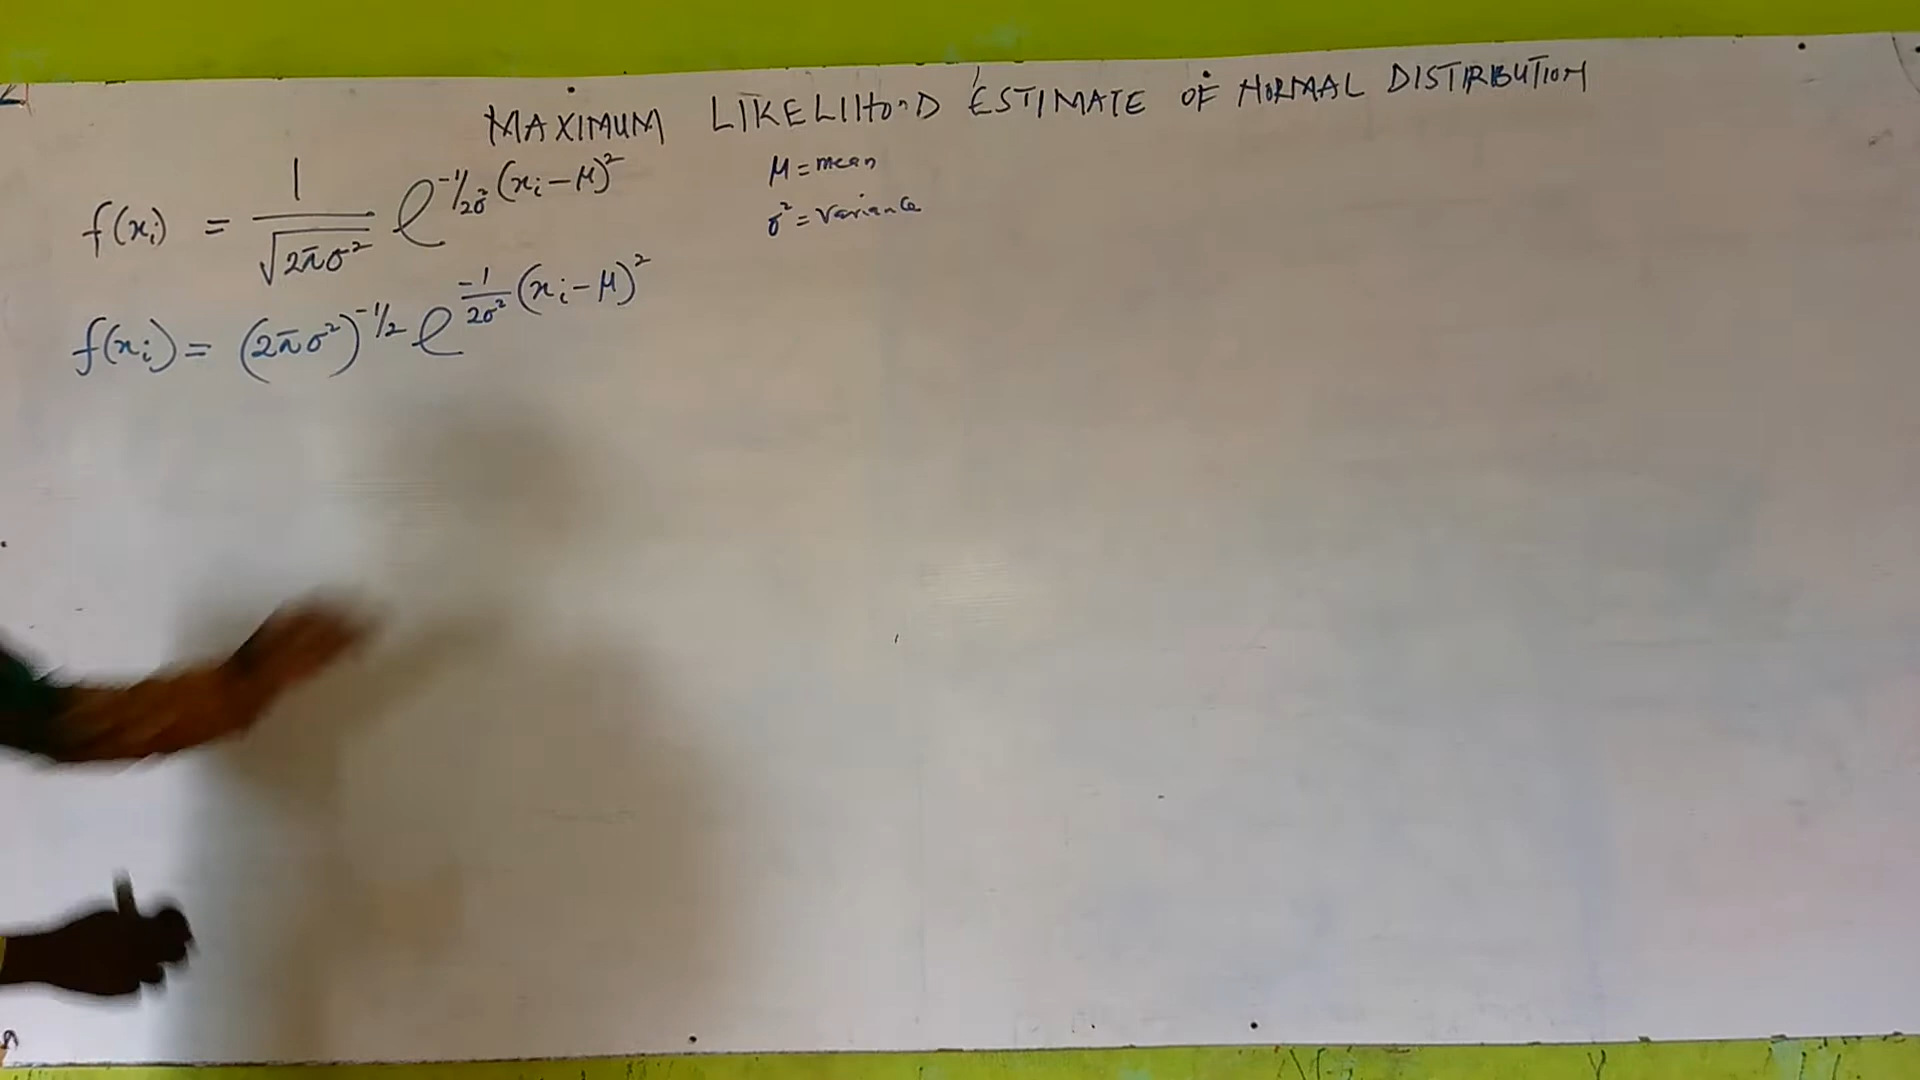 MAXIMUM LIKELIHOOD ESTIMATE OF NORMAL DISTIRBUTION
f(xᵢ) = 1/√(2πσ²) e^(-1/2σ² (xᵢ-μ)²)
μ = mean
σ² = variance
f(xᵢ) = (2πσ²)^(-1/2) e^(-1/2σ² (xᵢ-μ)²)